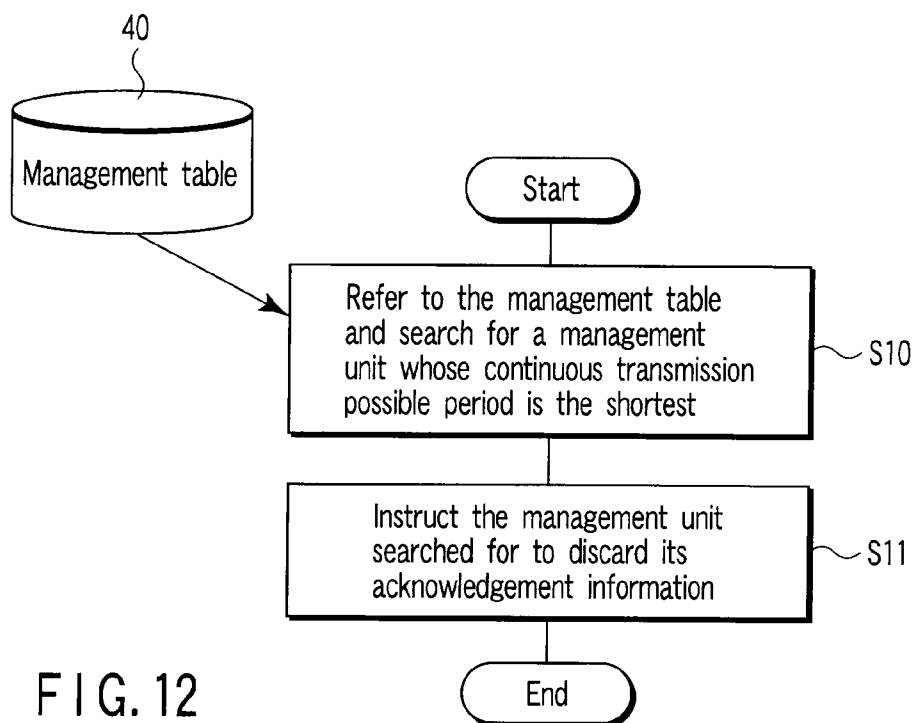 40
Management table
Start
Refer to the management table
and search for a management
unit whose continuous transmission
possible period is the shortest
S10
Instruct the management unit
searched for to discard its
acknowledgement information
S11
End
FIG. 12